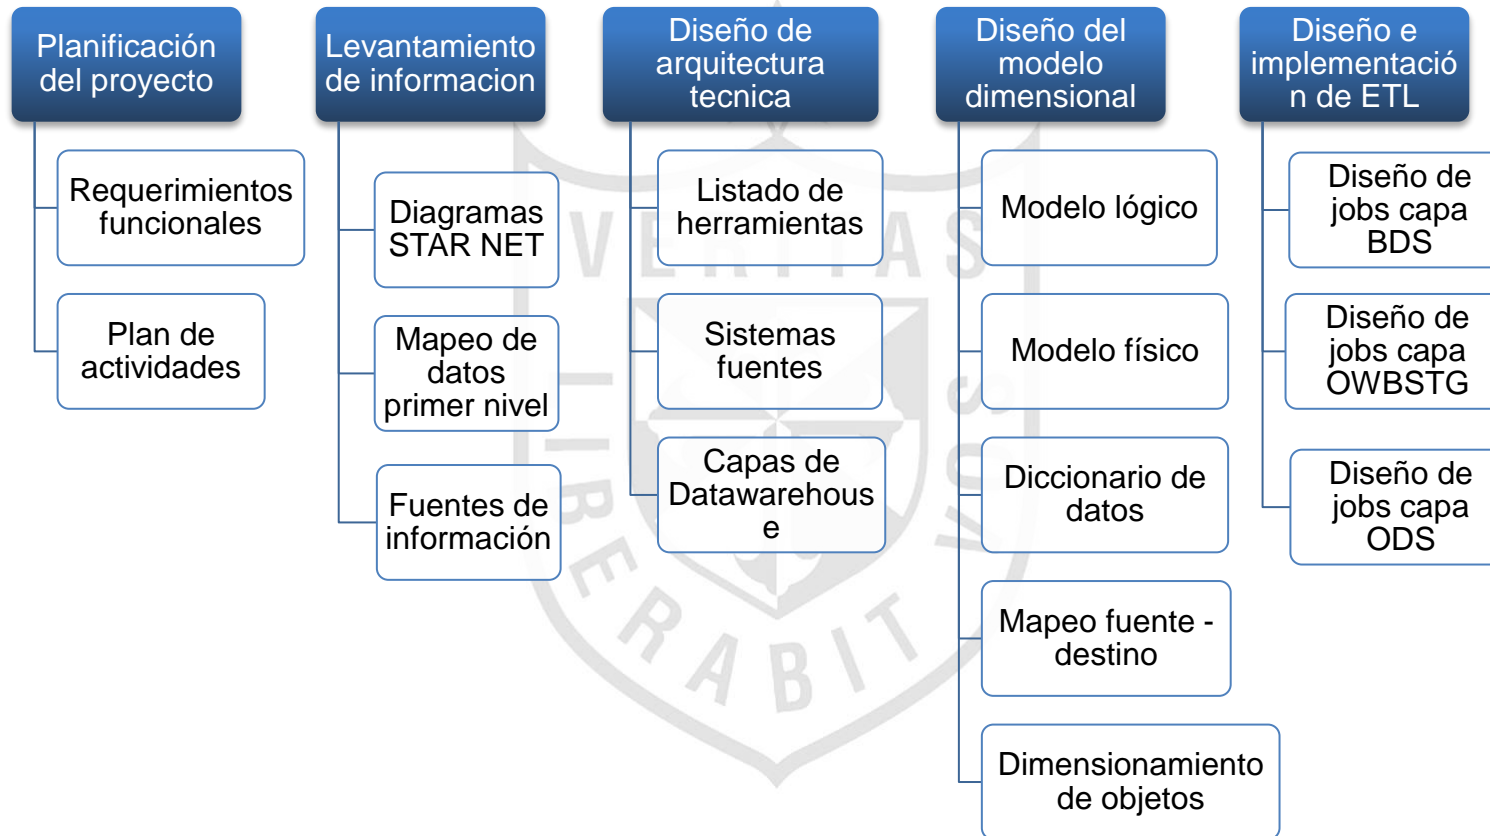 Planificación
del proyecto
Requerimientos
funcionales
Plan de
actividades
Levantamiento
de informacion
Diagramas
STAR NET
Mapeo de
datos
primer nivel
Fuentes de
información
Diseño de
arquitectura
tecnica
Listado de
herramientas
Sistemas
fuentes
Capas de
Datawarehous
e
Diseño del
modelo
dimensional
Modelo lógico
Modelo físico
Diccionario de
datos
Mapeo fuente -
destino
Dimensionamiento
de objetos
Diseño e
implementació
n de ETL
Diseño de
jobs capa
BDS
Diseño de
jobs capa
OWBSTG
Diseño de
jobs capa
ODS
VERITAS
LIBERABIT
VOS